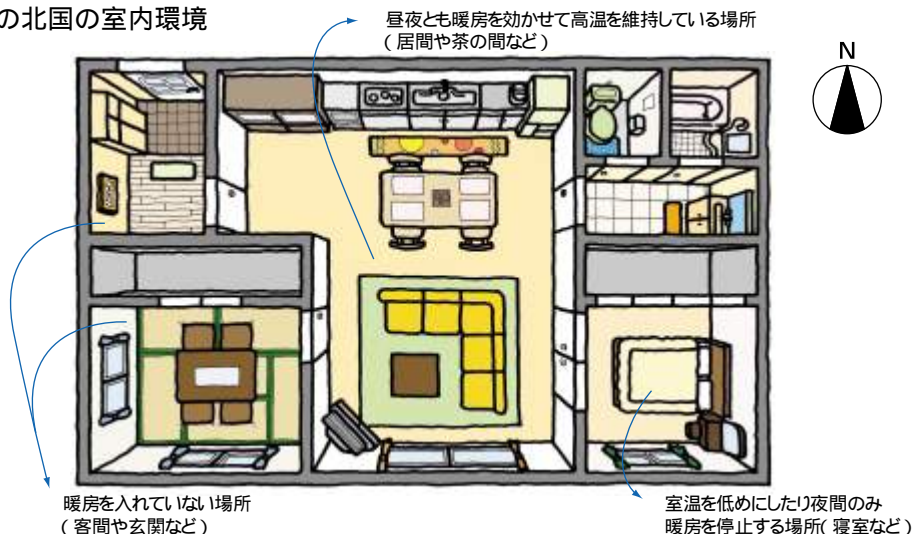 の北国の室内環境
昼夜とも暖房を効かせて高温を維持している場所
(居間や茶の間など)
N
暖房を入れていない場所
(客間や玄関など)
室温を低めにしたり夜間のみ
暖房を停止する場所(寝室など)